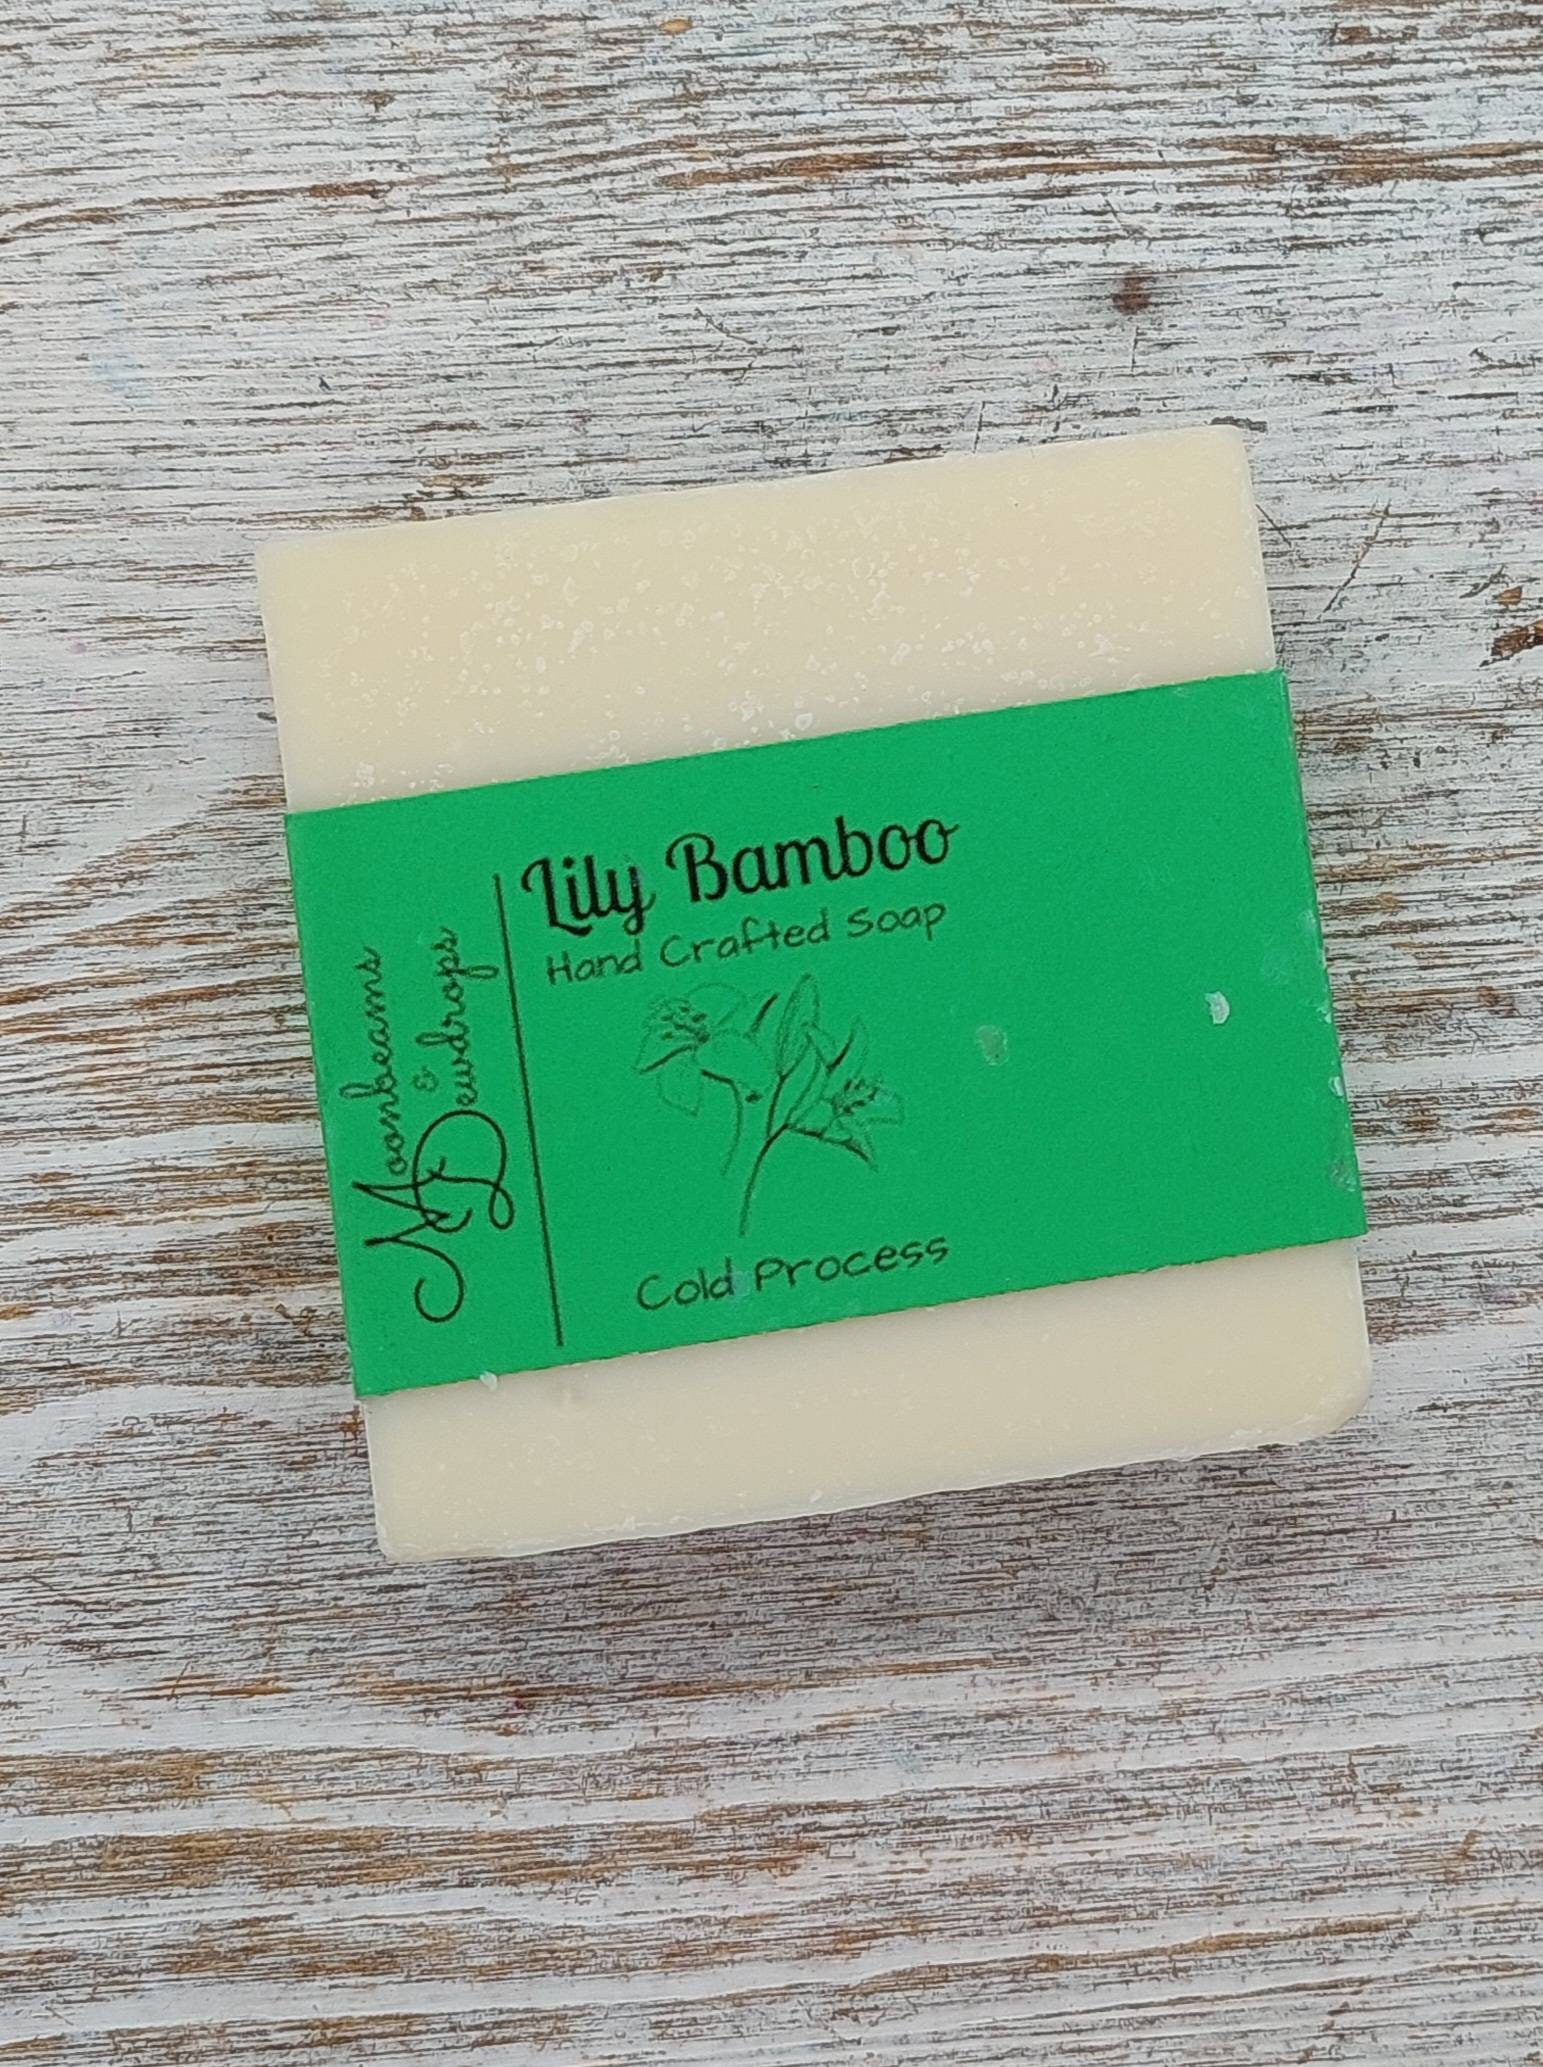 Moonbeams
&
Dewdrops
Lily Bamboo
Hand Crafted Soap
Cold Process